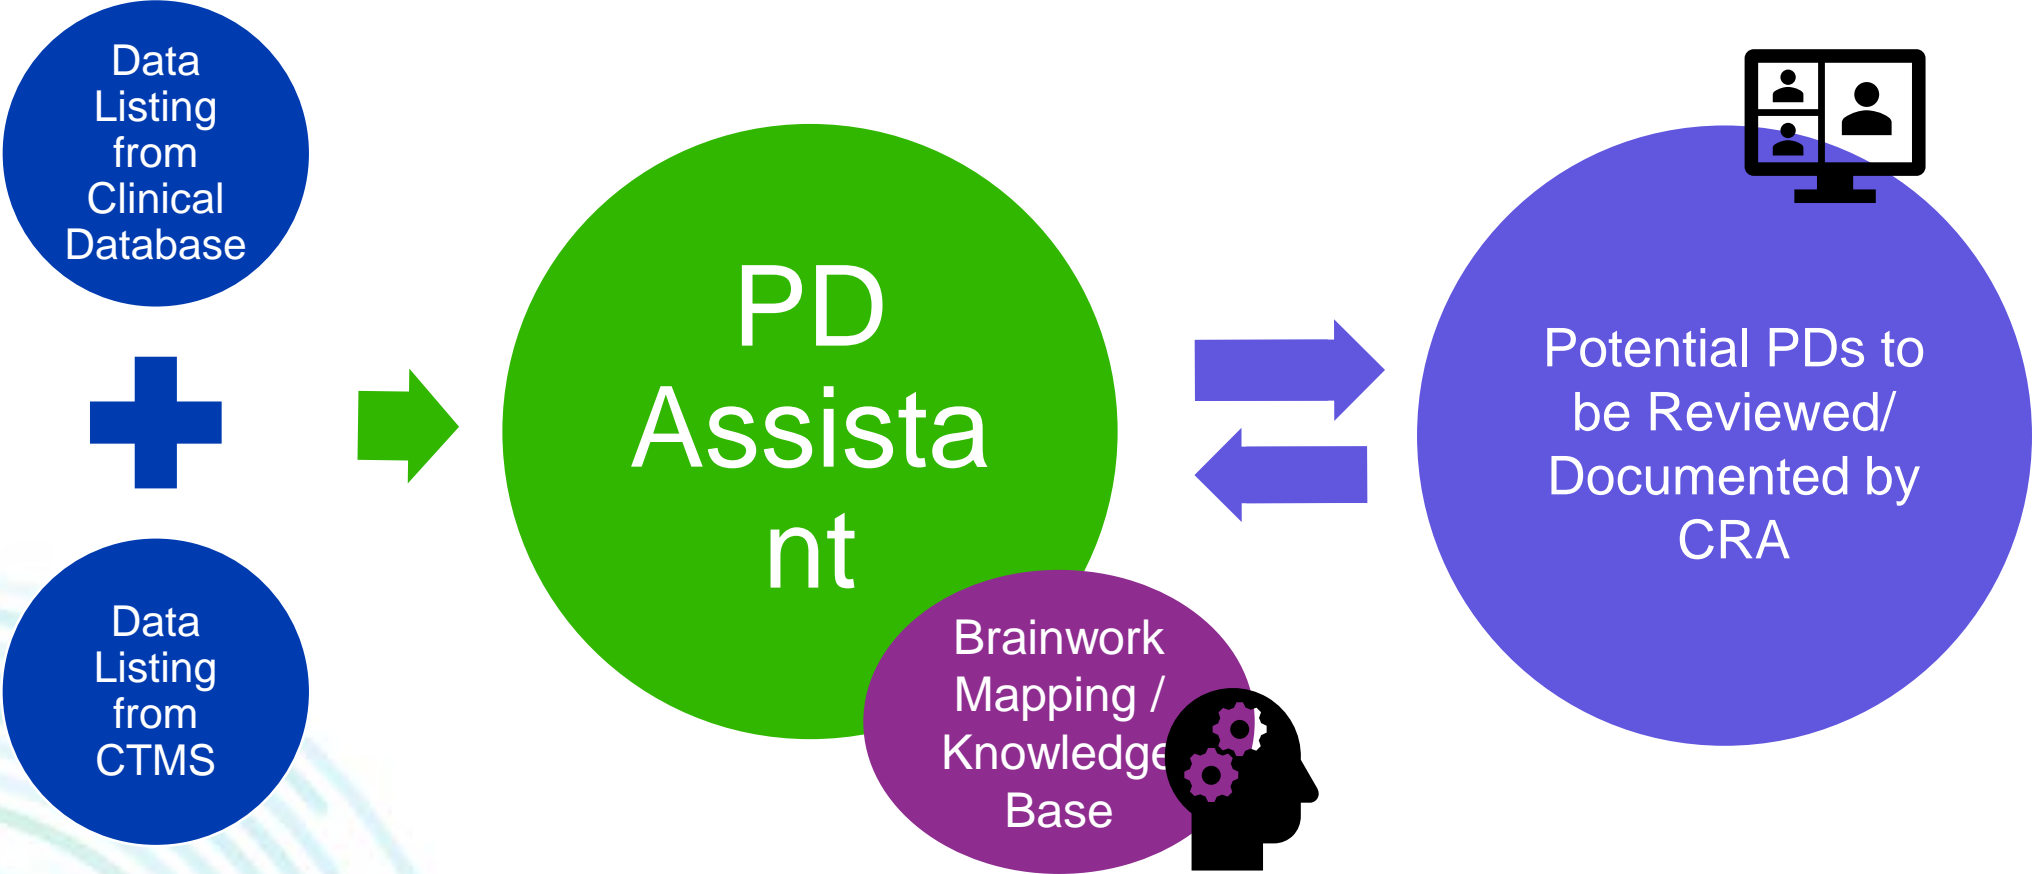 Data
Listing
from
Clinical
Database
Data
Listing
from
CTMS
PD
Assista
nt
Brainwork
Mapping /
Knowledge
Base
Potential PDs to
be Reviewed/
Documented by
CRA